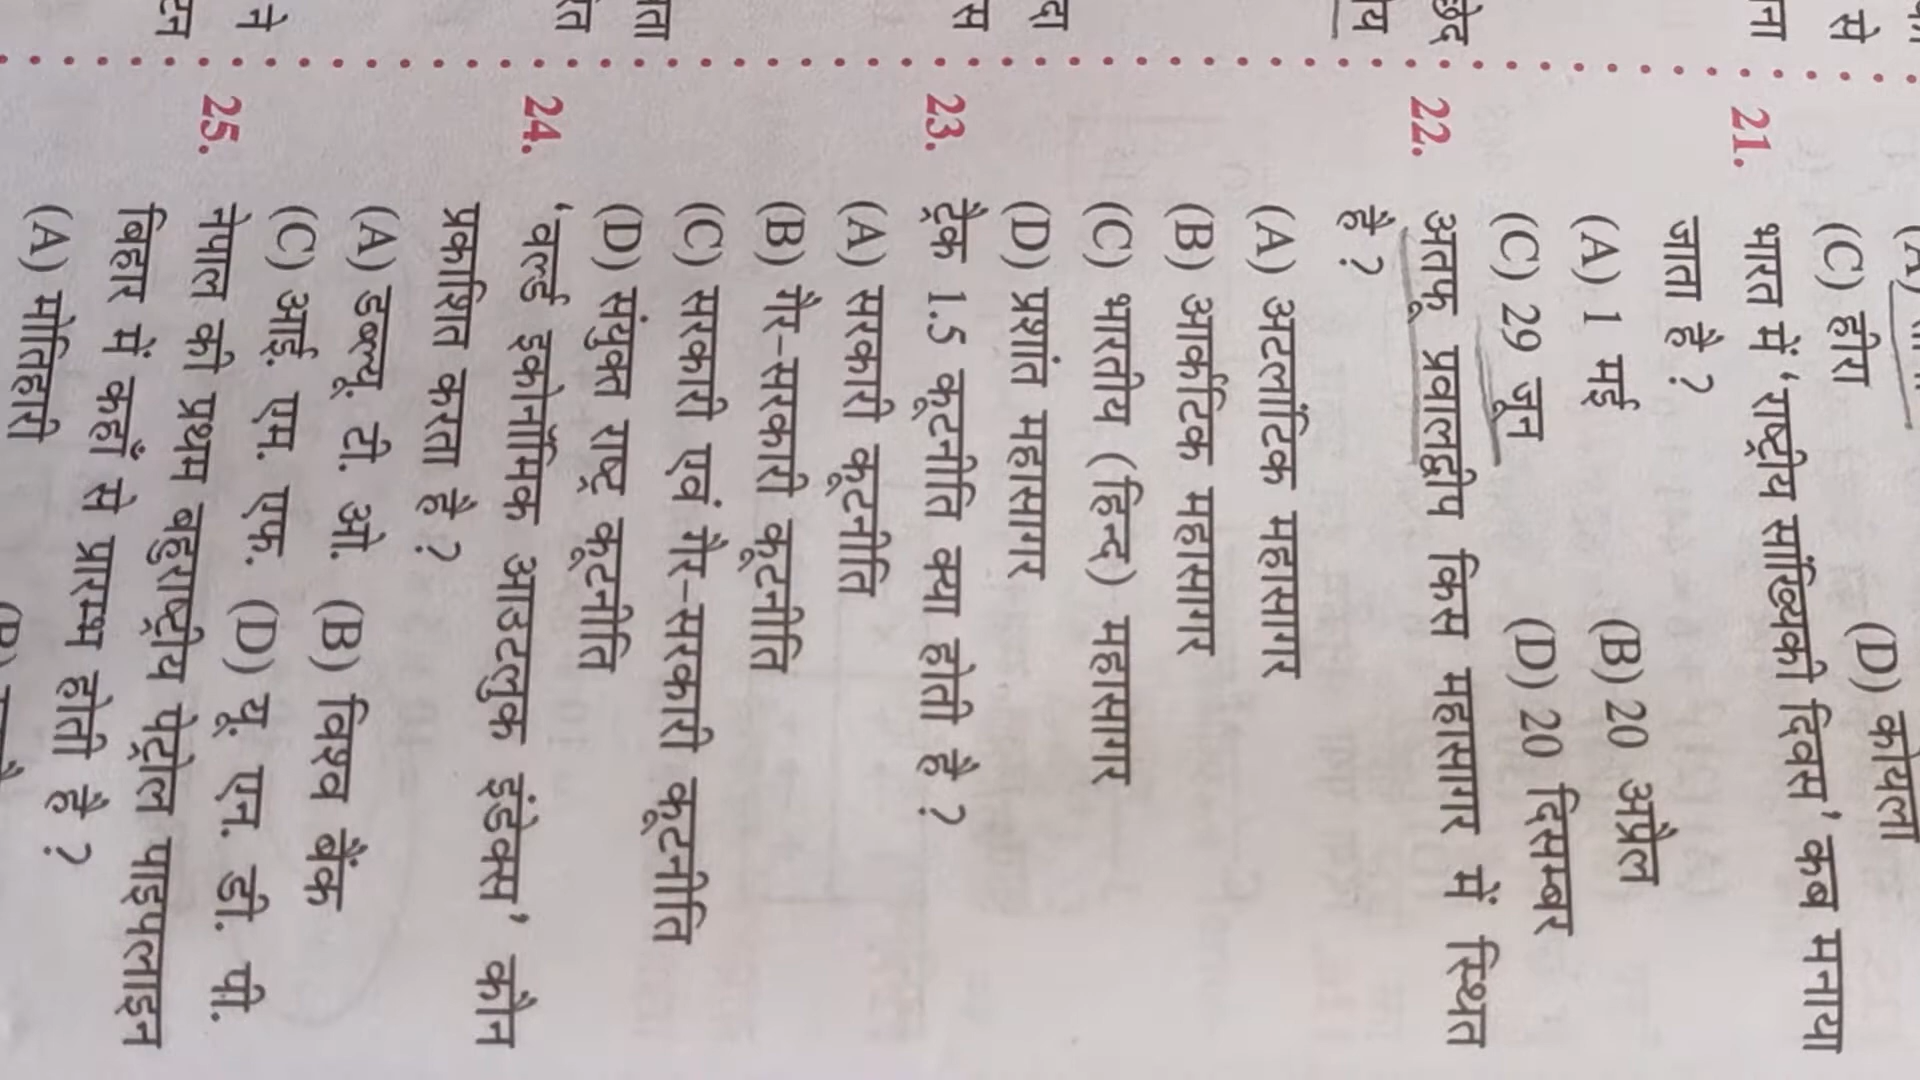 (C) हीरा (D) कोयला
21. भारत में 'राष्ट्रीय सांख्यिकी दिवस' कब मनाया
जाता है ?
(A) 1 मई (B) 20 अप्रैल
(C) 29 जून (D) 20 दिसम्बर
22. अताफू प्रवालद्वीप किस महासागर में स्थित
है ?
(A) अटलांटिक महासागर
(B) आर्कटिक महासागर
(C) भारतीय (हिन्द) महासागर
(D) प्रशांत महासागर
23. ट्रैक 1.5 कूटनीति क्या होती है ?
(A) सरकारी कूटनीति
(B) गैर-सरकारी कूटनीति
(C) सरकारी एवं गैर-सरकारी कूटनीति
(D) संयुक्त राष्ट्र कूटनीति
24. 'वर्ल्ड इकोनॉमिक आउटलुक इंडेक्स' कौन
प्रकाशित करता है ?
(A) डब्ल्यू. टी. ओ. (B) विश्व बैंक
(C) आई. एम. एफ. (D) यू. एन. डी. पी.
25. नेपाल की प्रथम बहुराष्ट्रीय पेट्रोल पाइपलाइन
बिहार में कहाँ से प्रारम्भ होती है ?
(A) मोतिहारी